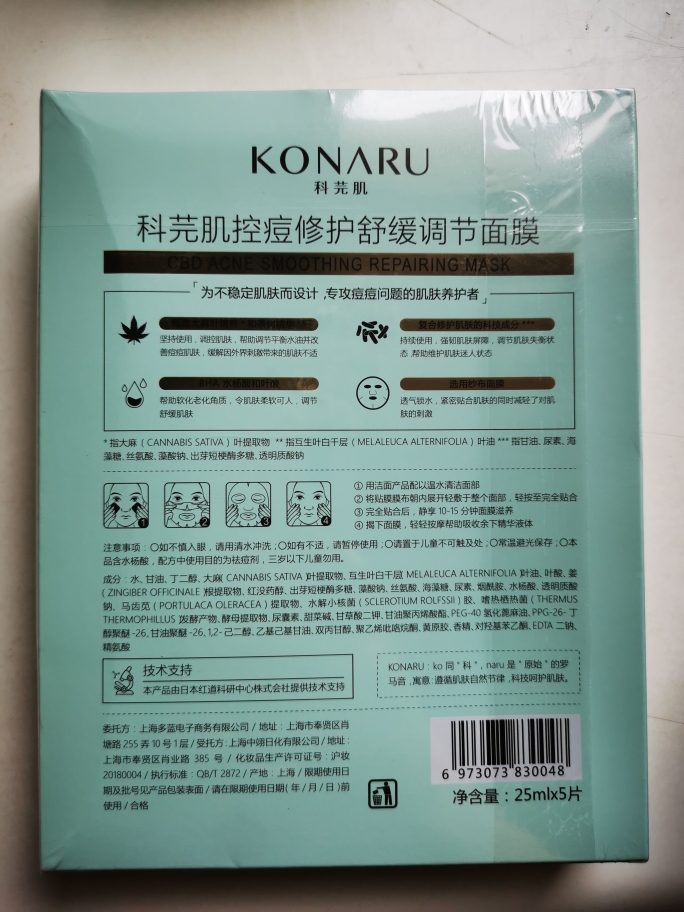 KONARU
科芫肌
科芫肌控痘修护舒缓调节面膜
CBD ACNE SMOOTHING REPAIRING MASK
「为不稳定肌肤而设计 ,专攻痘痘问题的肌肤养护者」
坚持使用，调控肌肤，帮助调节平衡水油并改
善痘痘肌肤，缓解因外界刺激带来的肌肤不适
复合修护肌肤的科技成分 ***
持续使用，强韧肌肤屏障，调节肌肤失衡状
态 .帮助维护肌肤迷人状态
BHA 水杨酸和叶酸
帮助软化老化角质，令肌肤柔软可人，调节
舒缓肌肤
选用纱布面膜
透气锁水，紧密贴合肌肤的同时减轻了对肌
肤的刺激
* 指大麻（ CANNABIS SATIVA ）叶提取物 ** 指互生叶白千层（ MELALEUCA ALTERNIFOLIA ）叶油 *** 指甘油、尿素、海
藻糖、丝氨酸、藻酸钠、出芽短梗酶多糖、透明质酸钠
1 2 3 4
① 用洁面产品配以温水清洁面部
② 将贴膜膜布朝内展开轻敷于整个面部，轻按至完全贴合
③ 完全贴合后，静享 10-15 分钟面膜滋养
④ 揭下面膜，轻轻按摩帮助吸收余下精华液体
注意事项：〇如不慎入眼，请用清水冲洗；〇如有不适，请暂停使用；〇请置于儿童不可触及处；〇常温避光保存；〇本
品含水杨酸，配方中使用目的为祛痘剂，三岁以下儿童勿用。
成分：水、甘油、丁二醇、大麻( CANNABIS SATIVA )叶提取物、互生叶白千层( MELALEUCA ALTERNIFOLIA )叶油、叶酸、姜
( ZINGIBER OFFICINALE )根提取物、红没药醇、出芽短梗酶多糖、藻酸钠、丝氨酸、海藻糖、尿素、烟酰胺、水杨酸、透明质酸
钠、马齿苋( PORTULACA OLERACEA ) 提取物、水解小核菌 ( SCLEROTIUM ROLFSSII ) 胶、嗜热栖热菌 ( THERMUS
THERMOPHILLUS )发酵产物、酵母提取物、尿囊素、甜菜碱、甘草酸二钾、甘油聚丙烯酸酯、PEG-40 氢化蓖麻油、PPG-26- 丁
醇聚醚 -26、甘油聚醚 -26、1,2- 己二醇、乙基己基甘油、双丙甘醇、聚乙烯吡咯烷酮、黄原胶、香精、对羟基苯乙酮、EDTA 二钠、
精氨酸
技术支持
本产品由日本红道科研中心株式会社提供技术支持
KONARU : ko 同 " 科 "，naru 是 " 原始 " 的罗
马音 , 寓意 : 遵循肌肤自然节律 , 科技呵护肌肤。
委托方：上海多蓝电子商务有限公司 / 地址：上海市奉贤区肖
塘路 255 弄 10 号 1 层 / 受托方：上海中翊日化有限公司 / 地址：
上海市奉贤区肖业路 385 号 / 化妆品生产许可证号：沪妆
20180004 / 执行标准：QB/T 2872 / 产地：上海 / 限期使用日
期及批号见产品包装表面 / 请在限期使用日期( 年 / 月 / 日 )前
使用 / 合格
6 973073 830048
净含量：25mlx5片